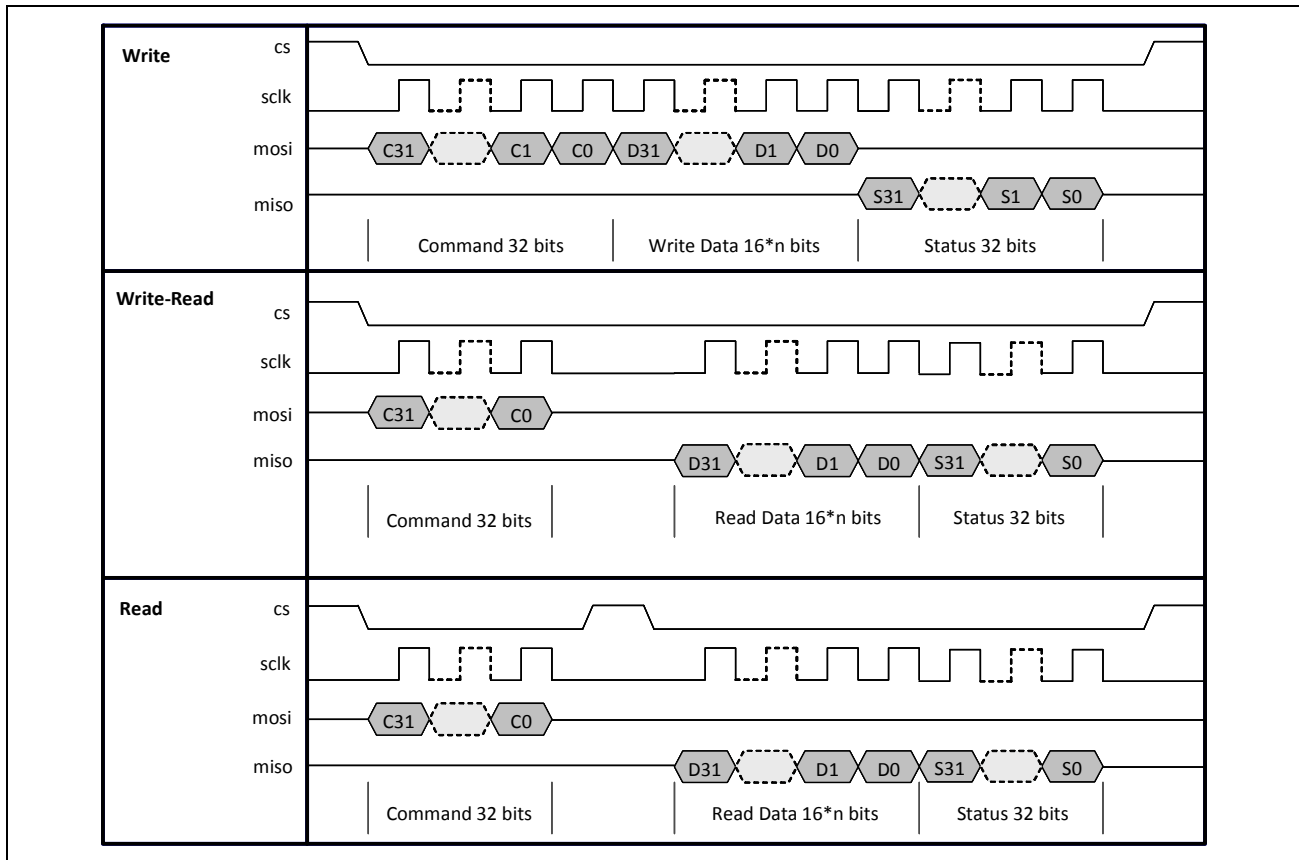 Write
cs
sclk
mosi C31 C1 C0 D31 D1 D0
miso S31 S1 S0
Command 32 bits Write Data 16*n bits Status 32 bits
Write-Read
cs
sclk
mosi C31 C0
miso D31 D1 D0 S31 S0
Command 32 bits Read Data 16*n bits Status 32 bits
Read cs
sclk
mosi C31 C0
miso D31 D1 D0 S31 S0
Command 32 bits Read Data 16*n bits Status 32 bits